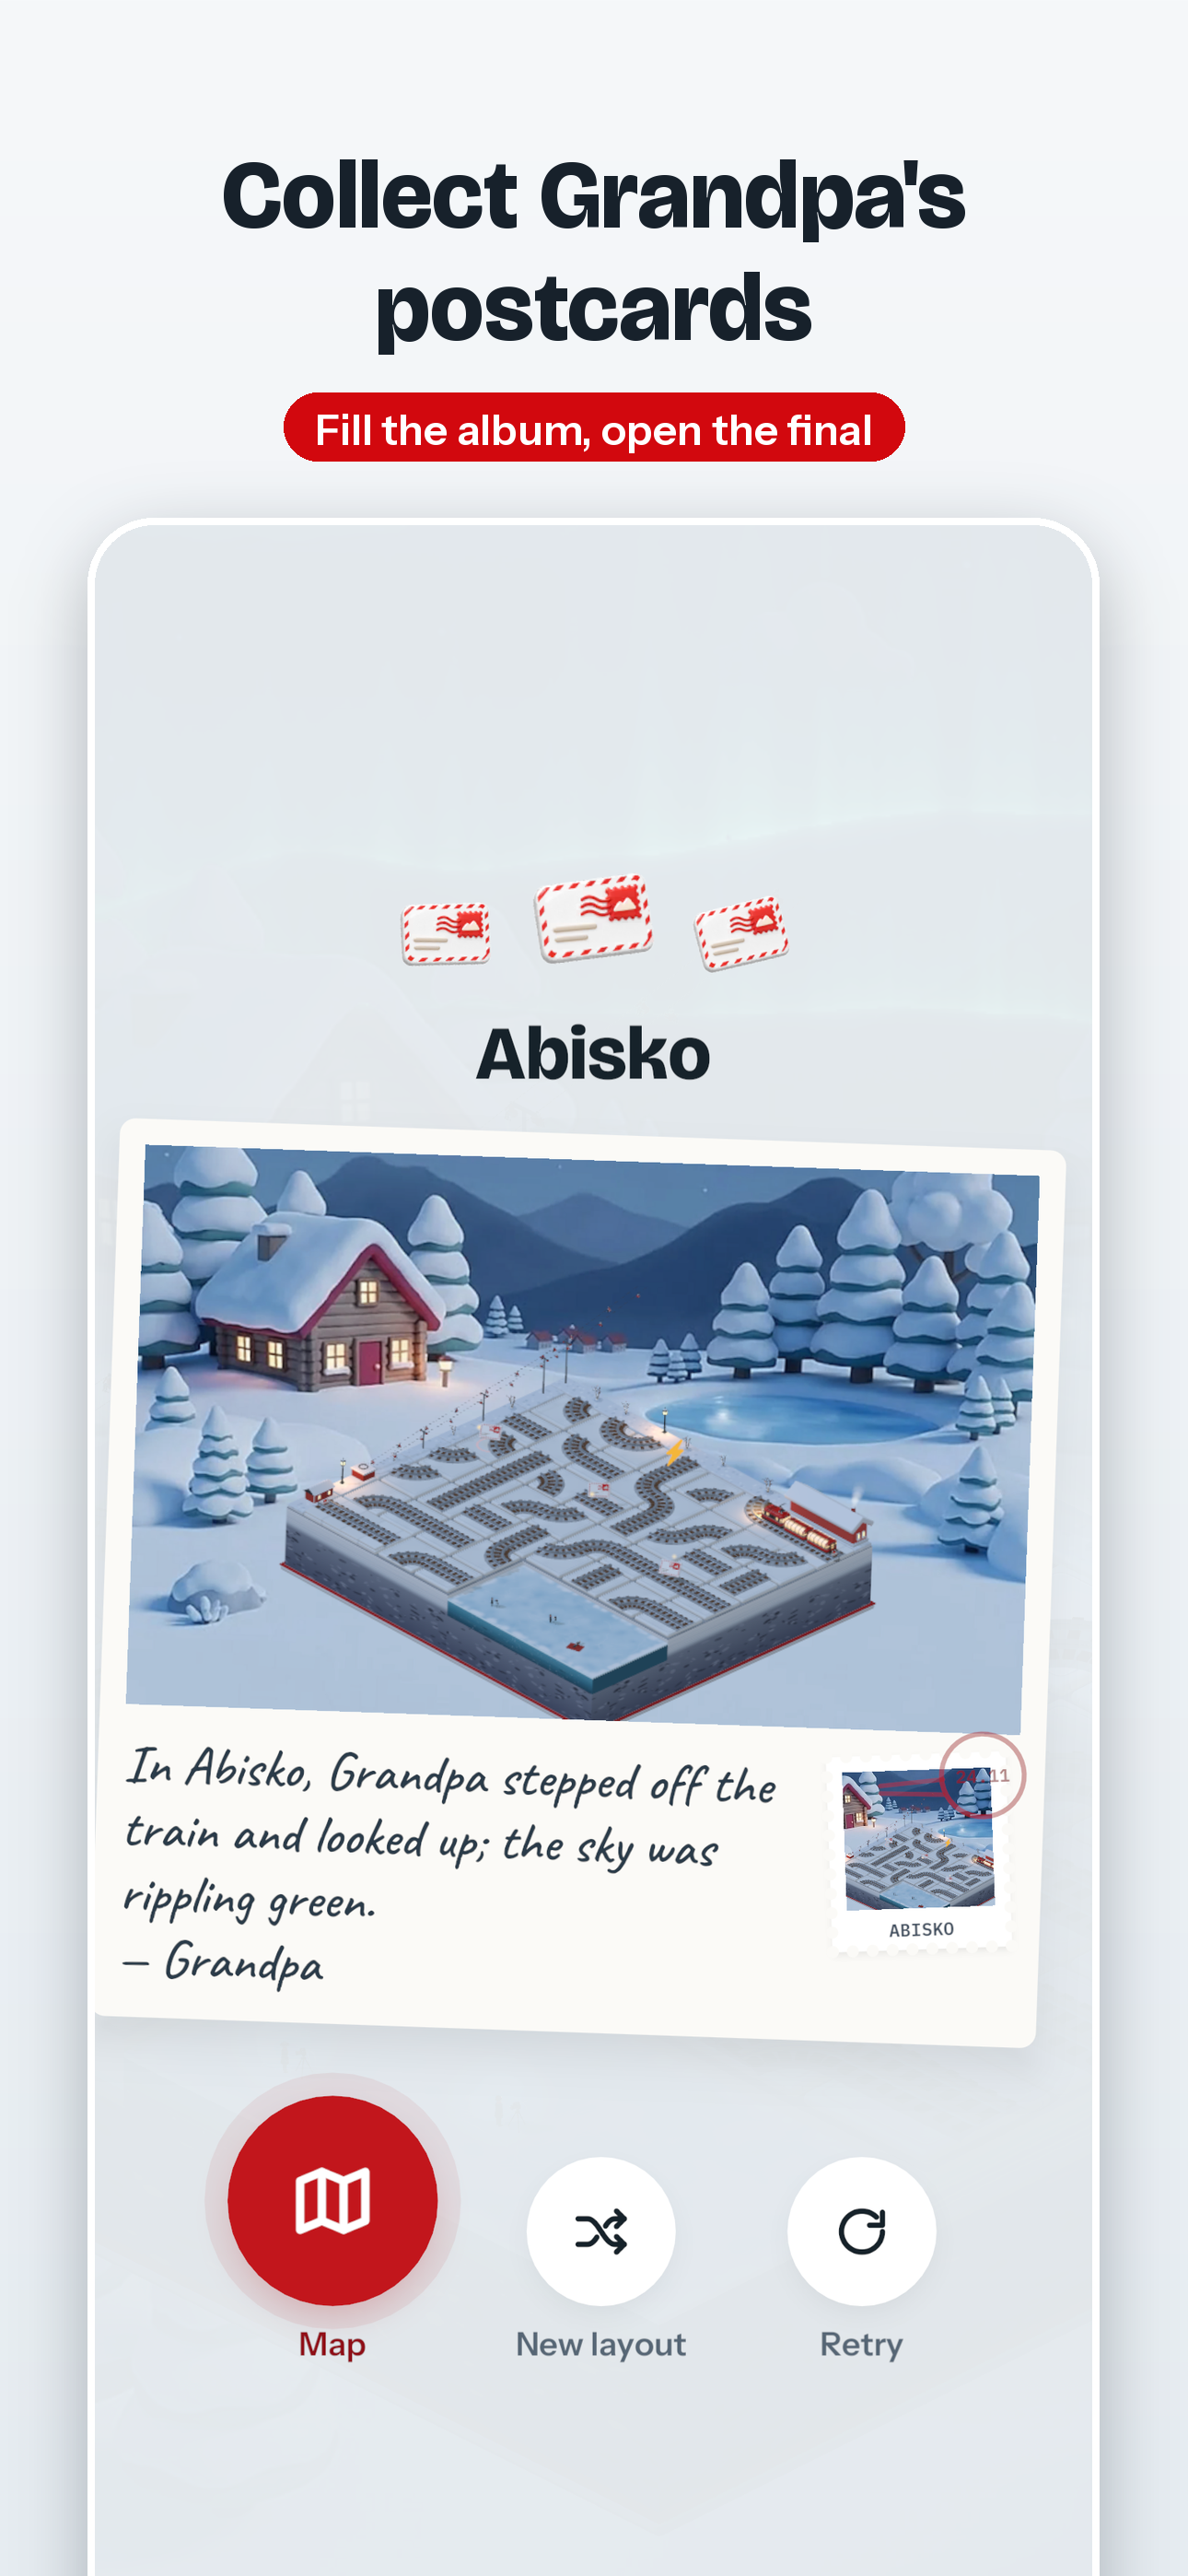 Collect Grandpa's
postcards
Fill the album, open the final
Abisko
In Abisko, Grandpa stepped off the
train and looked up; the sky was
rippling green.
— Grandpa
ABISKO
Map
New layout
Retry